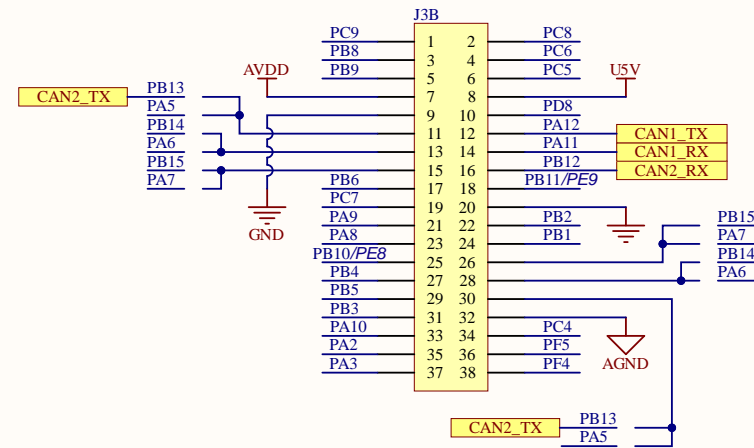 J3B
PC9 1 2 PC8
PB8 3 4 PC6
PB9 5 6 PC5
AVDD 7 8 U5V
CAN2_TX PB13
9 10 PD8
PA5 11 12 PA12 CAN1_TX
PB14
PA6 13 14 PA11 CAN1_RX
PB15 15 16 PB12 CAN2_RX
PA7
PB6 17 18 PB11/PE9
PC7 19 20
GND
PA9 21 22 PB2 PB15
PA8 23 24 PB1 PA7
PB10/PE8 25 26 PB14
PB4 27 28 PA6
PB5 29 30
PB3 31 32
PA10 33 34 PC4
AGND
PA2 35 36 PF5
PA3 37 38 PF4
CAN2_TX PB13
PA5